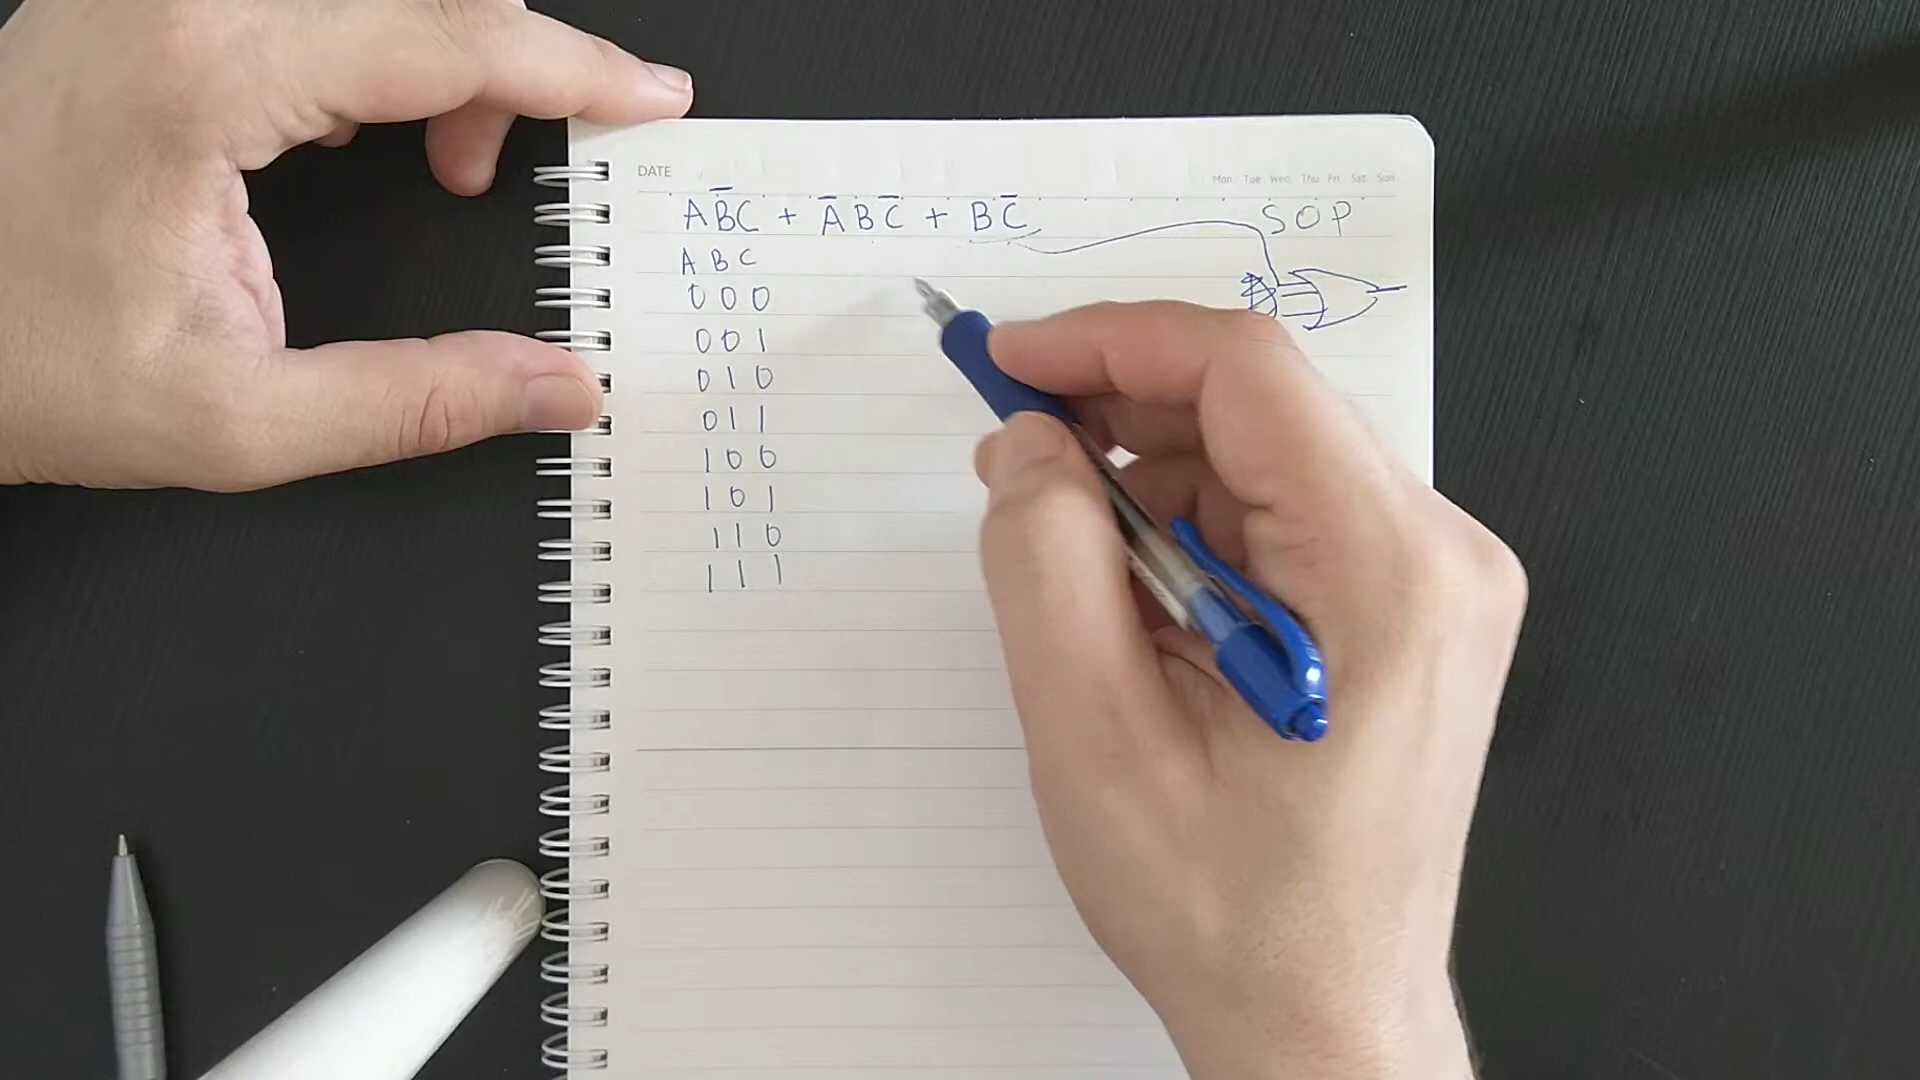 DATE
Mon Tue Wed Thu Fri Sat Sun
AB̅C + A̅BC̅ + BC̅ SOP
A B C
0 0 0
0 0 1
0 1 0
0 1 1
1 0 0
1 0 1
1 1 0
1 1 1